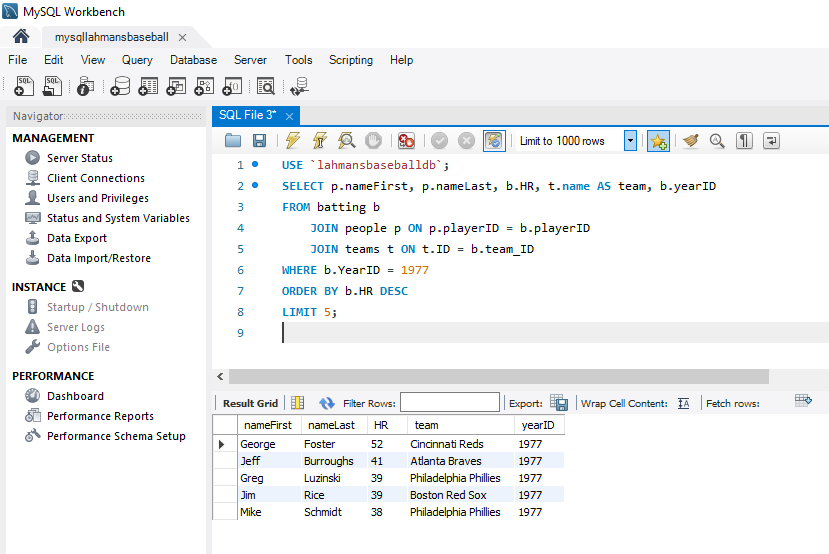 MySQL Workbench
mysqllahmansbaseball
File Edit View Query Database Server Tools Scripting Help
Navigator
MANAGEMENT
Server Status
Client Connections
Users and Privileges
Status and System Variables
Data Export
Data Import/Restore
INSTANCE
Startup / Shutdown
Server Logs
Options File
PERFORMANCE
Dashboard
Performance Reports
Performance Schema Setup
SQL File 3*
Limit to 1000 rows
1 USE `lahmansbaseballdb`;
2 SELECT p.nameFirst, p.nameLast, b.HR, t.name AS team, b.yearID
3 FROM batting b
4 JOIN people p ON p.playerID = b.playerID
5 JOIN teams t ON t.ID = b.team_ID
6 WHERE b.YearID = 1977
7 ORDER BY b.HR DESC
8 LIMIT 5;
9
Result Grid Filter Rows: Export: Wrap Cell Content: IA Fetch rows:
nameFirst nameLast HR team yearID
George Foster 52 Cincinnati Reds 1977
Jeff Burroughs 41 Atlanta Braves 1977
Greg Luzinski 39 Philadelphia Phillies 1977
Jim Rice 39 Boston Red Sox 1977
Mike Schmidt 38 Philadelphia Phillies 1977